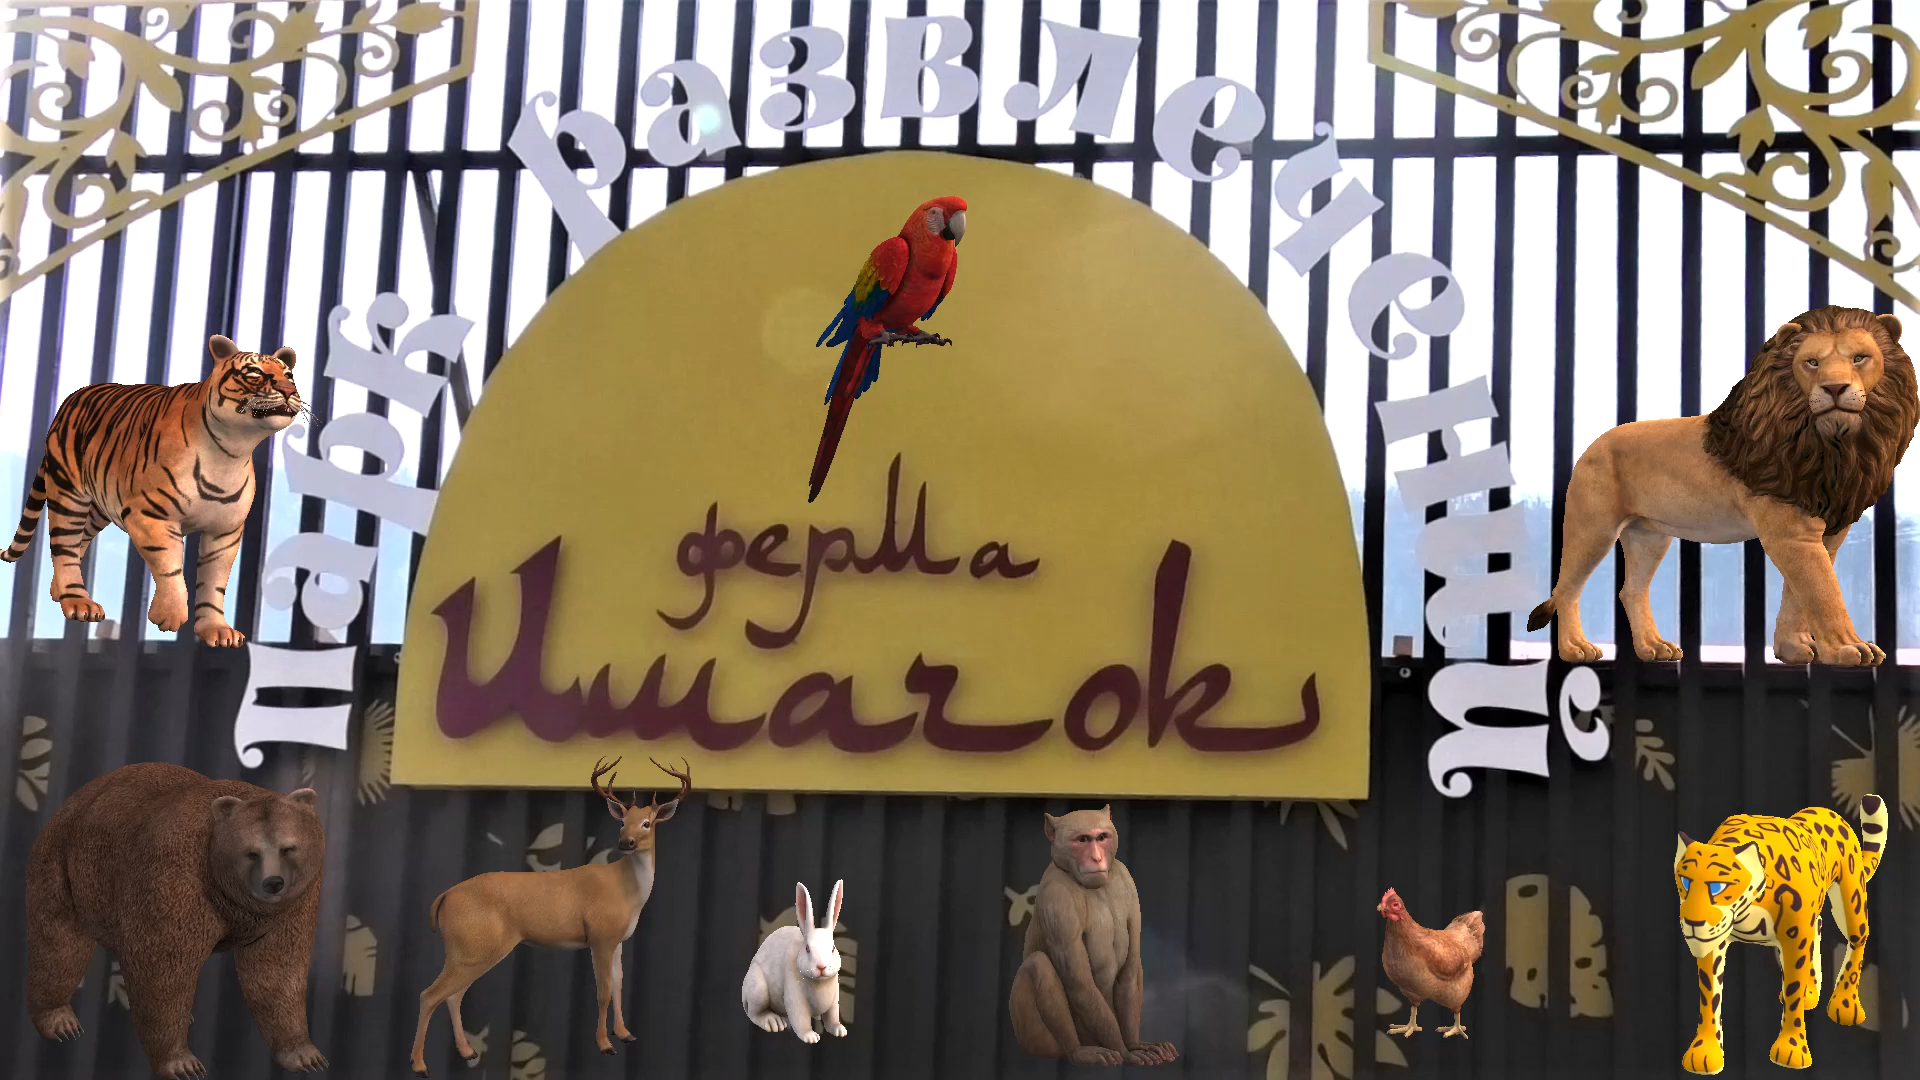 парк развлечений
ферма
Ишачок